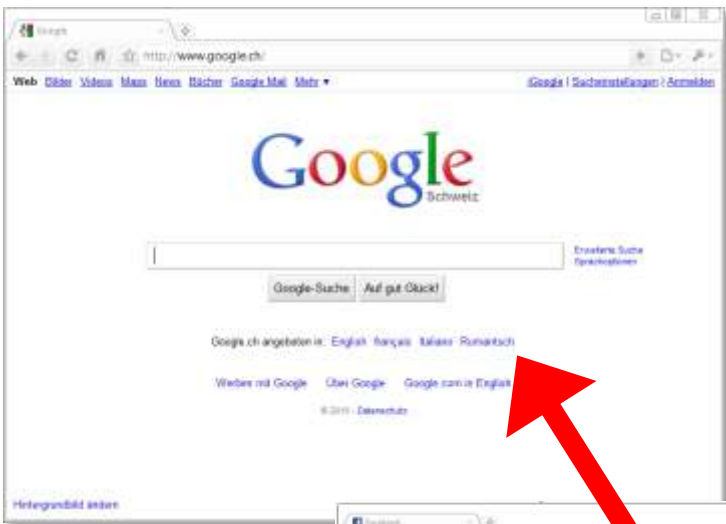 Google
http://www.google.ch/
Web Bilder Videos Maps News Bücher Google Mail Mehr ▼
iGoogle | Sucheinstellungen | Anmelden
Google
Schweiz
Erweiterte Suche
Sprachoptionen
Google-Suche Auf gut Glück!
Google.ch angeboten in: English français italiano Rumantsch
Werben mit Google Über Google Google.com in English
© 2010 - Datenschutz
Hintergrundbild ändern
Facebook